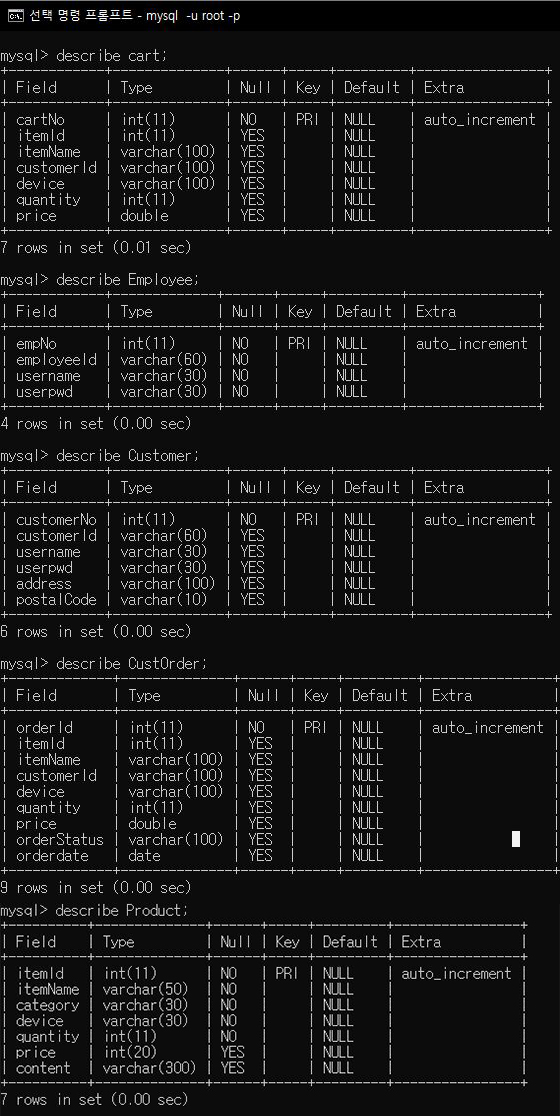 선택 명령 프롬프트 - mysql  -u root -p
mysql> describe cart;
+------------+--------------+------+-----+---------+----------------+
| Field      | Type         | Null | Key | Default | Extra          |
+------------+--------------+------+-----+---------+----------------+
| cartNo     | int(11)      | NO   | PRI | NULL    | auto_increment |
| itemId     | int(11)      | YES  |     | NULL    |                |
| itemName   | varchar(100) | YES  |     | NULL    |                |
| customerId | varchar(100) | YES  |     | NULL    |                |
| device     | varchar(100) | YES  |     | NULL    |                |
| quantity   | int(11)      | YES  |     | NULL    |                |
| price      | double       | YES  |     | NULL    |                |
+------------+--------------+------+-----+---------+----------------+
7 rows in set (0.01 sec)
mysql> describe Employee;
+------------+-------------+------+-----+---------+----------------+
| Field      | Type        | Null | Key | Default | Extra          |
+------------+-------------+------+-----+---------+----------------+
| empNo      | int(11)     | NO   | PRI | NULL    | auto_increment |
| employeeId | varchar(60) | NO   |     | NULL    |                |
| username   | varchar(30) | NO   |     | NULL    |                |
| userpwd    | varchar(30) | NO   |     | NULL    |                |
+------------+-------------+------+-----+---------+----------------+
4 rows in set (0.00 sec)
mysql> describe Customer;
+------------+--------------+------+-----+---------+----------------+
| Field      | Type         | Null | Key | Default | Extra          |
+------------+--------------+------+-----+---------+----------------+
| customerNo | int(11)      | NO   | PRI | NULL    | auto_increment |
| customerId | varchar(60)  | YES  |     | NULL    |                |
| username   | varchar(30)  | YES  |     | NULL    |                |
| userpwd    | varchar(30)  | YES  |     | NULL    |                |
| address    | varchar(100) | YES  |     | NULL    |                |
| postalCode | varchar(10)  | YES  |     | NULL    |                |
+------------+--------------+------+-----+---------+----------------+
6 rows in set (0.00 sec)
mysql> describe CustOrder;
+-------------+--------------+------+-----+---------+----------------+
| Field       | Type         | Null | Key | Default | Extra          |
+-------------+--------------+------+-----+---------+----------------+
| orderId     | int(11)      | NO   | PRI | NULL    | auto_increment |
| itemId      | int(11)      | YES  |     | NULL    |                |
| itemName    | varchar(100) | YES  |     | NULL    |                |
| customerId  | varchar(100) | YES  |     | NULL    |                |
| device      | varchar(100) | YES  |     | NULL    |                |
| quantity    | int(11)      | YES  |     | NULL    |                |
| price       | double       | YES  |     | NULL    |                |
| orderStatus | varchar(100) | YES  |     | NULL    |                |
| orderdate   | date         | YES  |     | NULL    |                |
+-------------+--------------+------+-----+---------+----------------+
9 rows in set (0.00 sec)
mysql> describe Product;
+----------+--------------+------+-----+---------+----------------+
| Field    | Type         | Null | Key | Default | Extra          |
+----------+--------------+------+-----+---------+----------------+
| itemId   | int(11)      | NO   | PRI | NULL    | auto_increment |
| itemName | varchar(50)  | NO   |     | NULL    |                |
| category | varchar(30)  | NO   |     | NULL    |                |
| device   | varchar(30)  | NO   |     | NULL    |                |
| quantity | int(11)      | NO   |     | NULL    |                |
| price    | int(20)      | YES  |     | NULL    |                |
| content  | varchar(300) | YES  |     | NULL    |                |
+----------+--------------+------+-----+---------+----------------+
7 rows in set (0.00 sec)